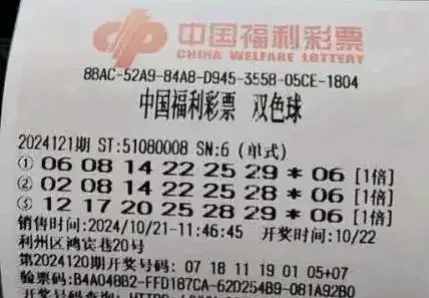 中国福利彩票
CHINA WELFARE LOTTERY
8BAC-52A9-84A8-D945-3558-05CE-1804
中国福利彩票 双色球
2024121期 ST:51080008 SN:6 (单式)
① 06 08 14 22 25 29 * 06 [1倍]
② 02 08 14 22 25 28 * 06 [1倍]
③ 12 17 20 25 28 29 * 06 [1倍]
销售时间:2024/10/21-11:46:45 开奖时间:10/22
利州区鸿宾巷20号
第2024120期开奖号码: 07 18 11 19 01 05+07
验票码:B4A048B2-FFD187CA-62D254B9-081A92B0